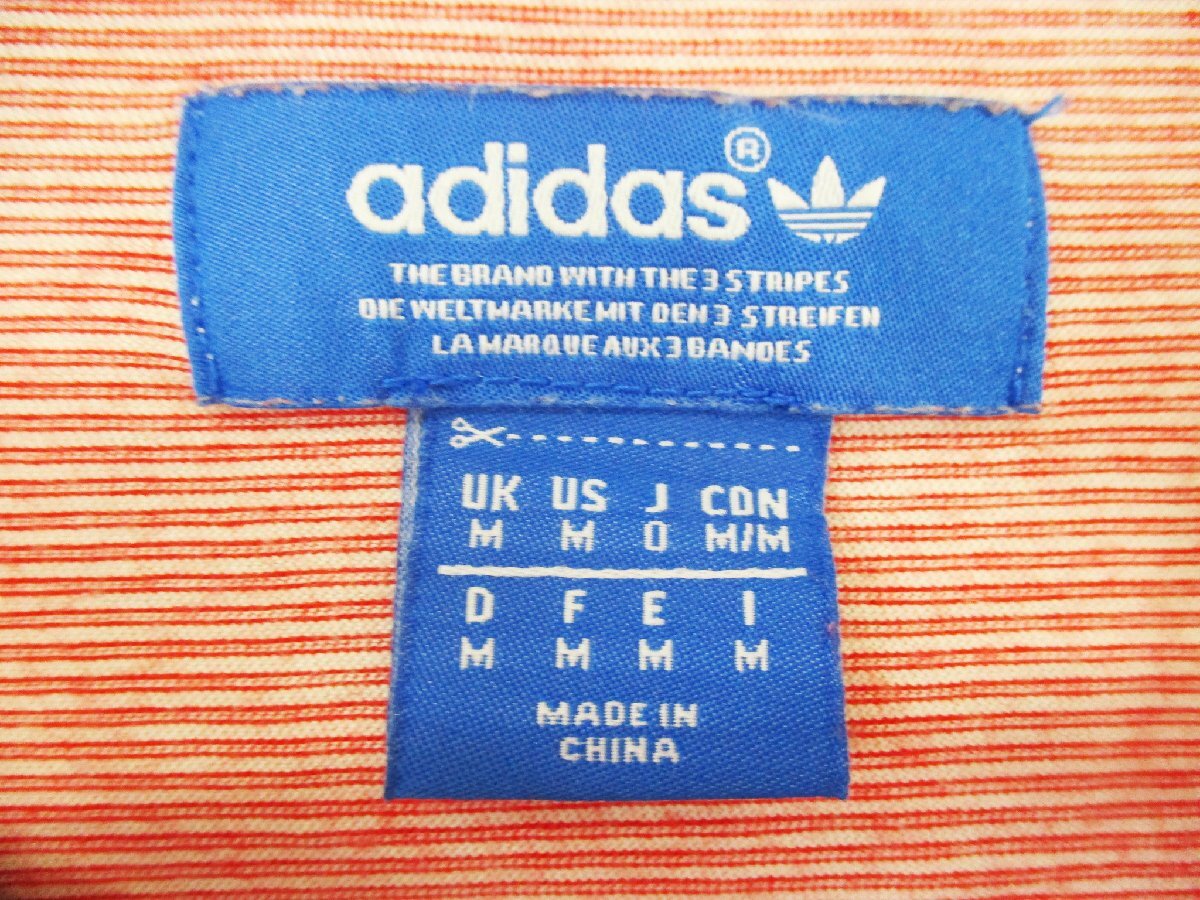 adidas®
THE BRAND WITH THE 3 STRIPES
DIE WELTMARKE MIT DEN 3 STREIFEN
LA MARQUE AUX 3 BANDES
UK US J CDN
M M O M/M
D F E I
M M M M
MADE IN
CHINA